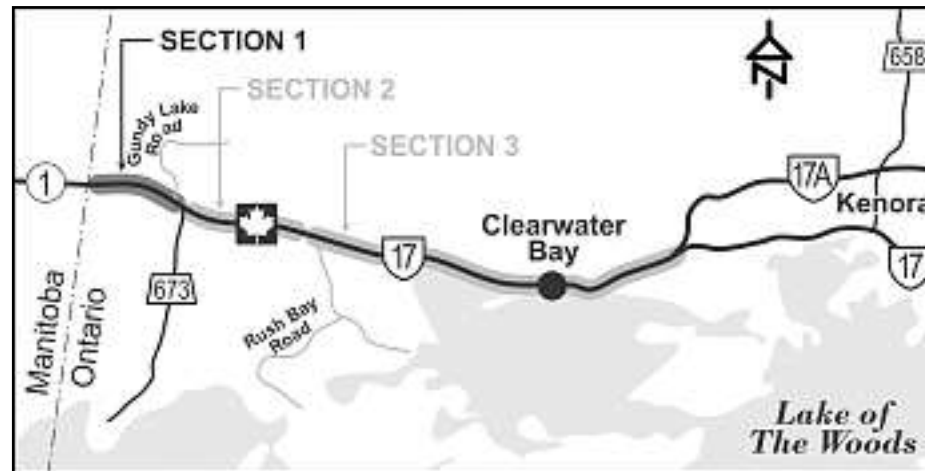 SECTION 1
SECTION 2
SECTION 3
Gundy Lake
Road
658
1
17A
Kenora
Clearwater
Bay
17
17
673
Manitoba
Ontario
Rush Bay
Road
N
Lake of
The Woods